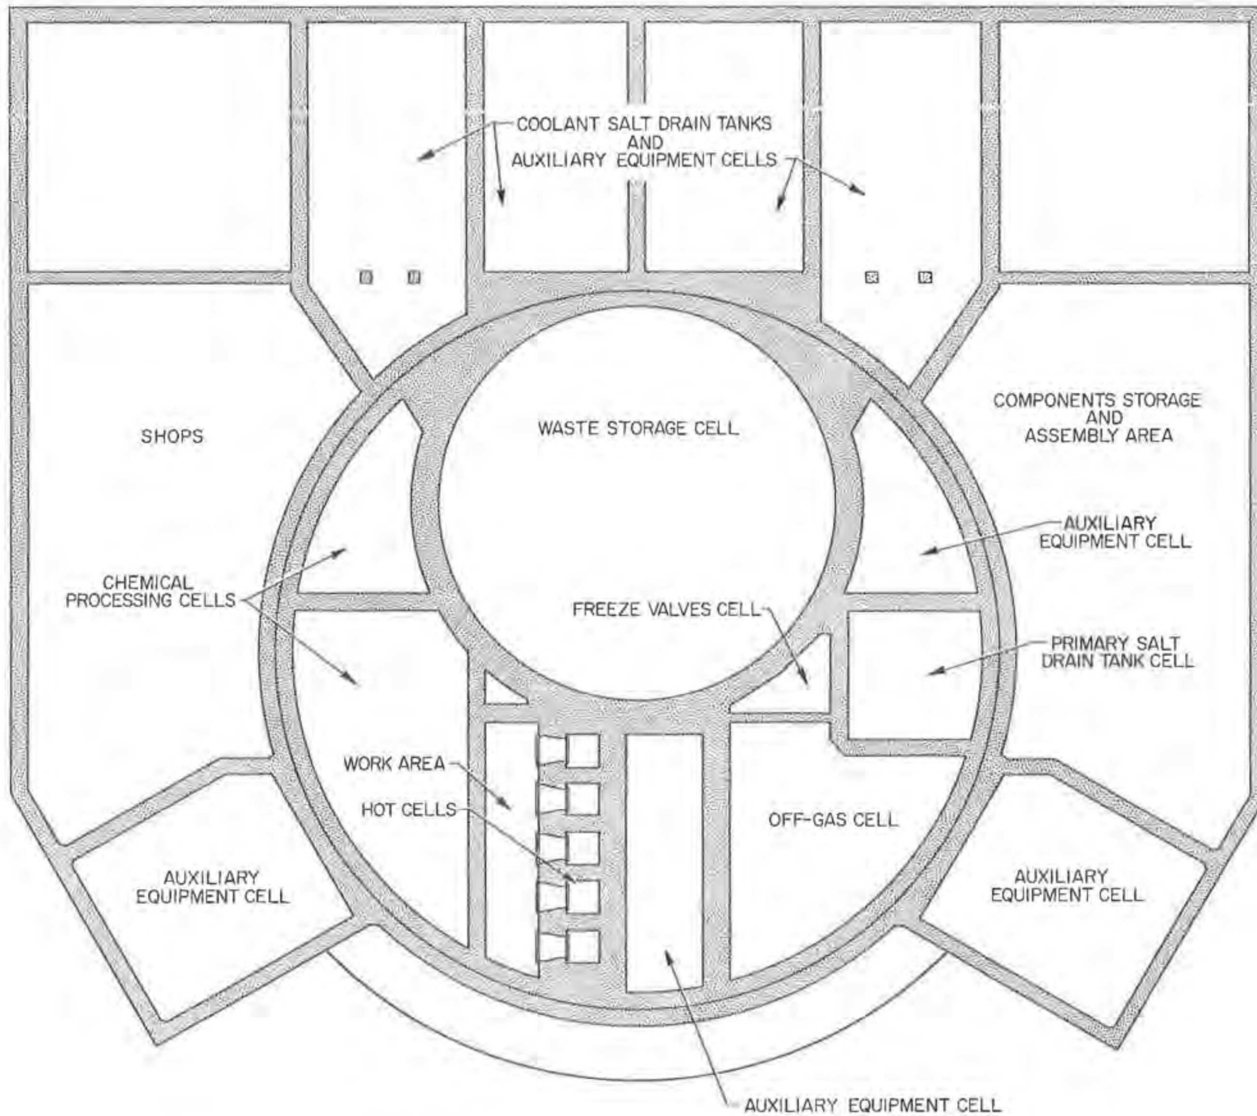 COOLANT SALT DRAIN TANKS
AND
AUXILIARY EQUIPMENT CELLS
SHOPS
WASTE STORAGE CELL
COMPONENTS STORAGE
AND
ASSEMBLY AREA
AUXILIARY
EQUIPMENT CELL
CHEMICAL
PROCESSING CELLS
FREEZE VALVES CELL
PRIMARY SALT
DRAIN TANK CELL
WORK AREA
HOT CELLS
OFF-GAS CELL
AUXILIARY
EQUIPMENT CELL
AUXILIARY
EQUIPMENT CELL
AUXILIARY EQUIPMENT CELL